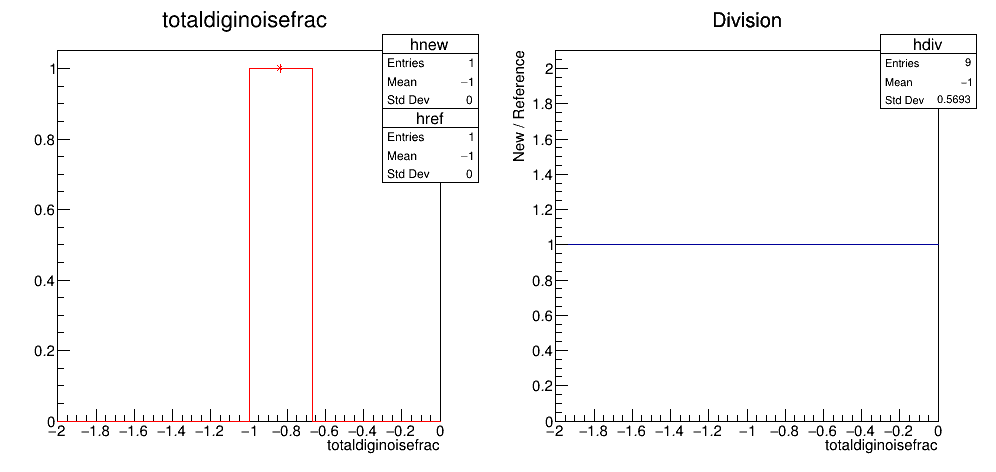 totaldiginoisefrac
hnew
Entries 1
Mean −1
Std Dev 0
href
Entries 1
Mean −1
Std Dev 0
1
0.8
0.6
0.4
0.2
0
−2 −1.8 −1.6 −1.4 −1.2 −1 −0.8 −0.6 −0.4 −0.2 0
totaldiginoisefrac
Division
hdiv
Entries 9
Mean −1
Std Dev 0.5693
New / Reference
2
1.8
1.6
1.4
1.2
1
0.8
0.6
0.4
0.2
0
−2 −1.8 −1.6 −1.4 −1.2 −1 −0.8 −0.6 −0.4 −0.2 0
totaldiginoisefrac